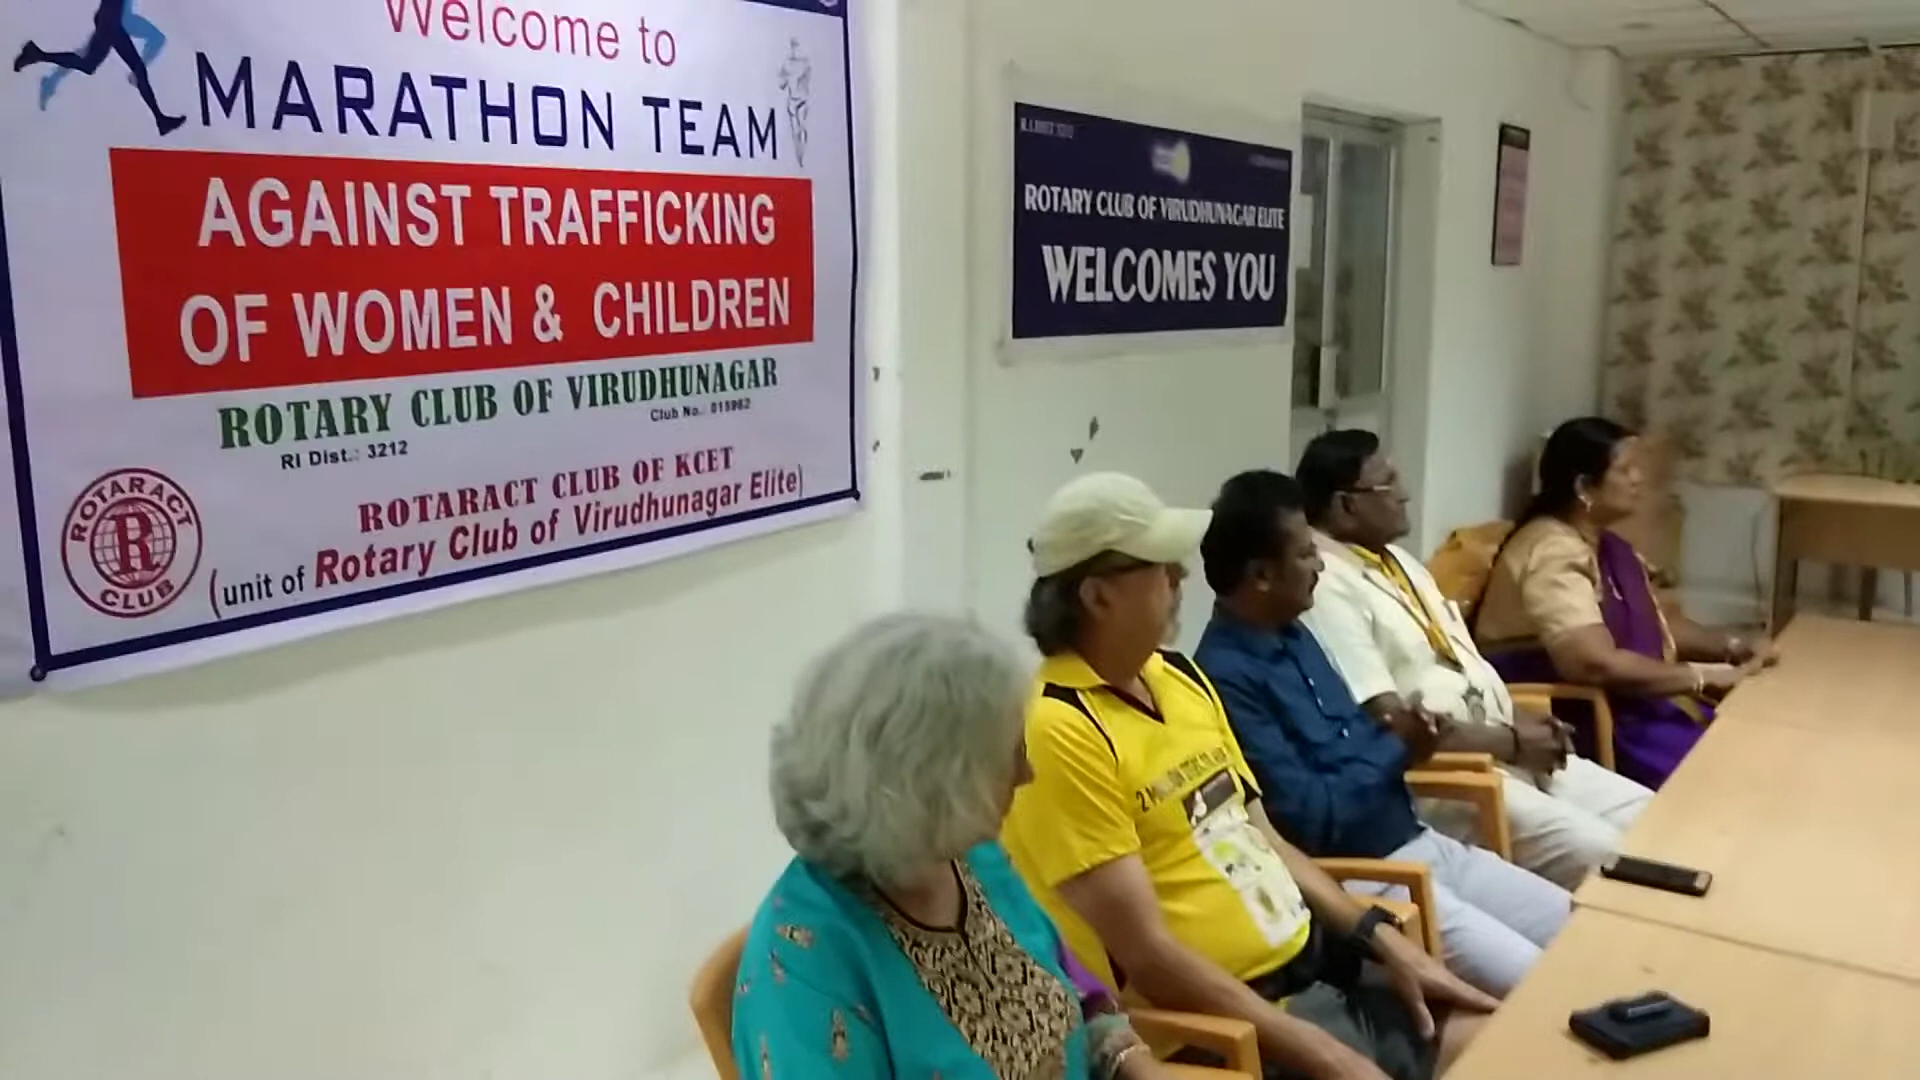 Welcome to
MARATHON TEAM
AGAINST TRAFFICKING
OF WOMEN & CHILDREN
ROTARY CLUB OF VIRUDHUNAGAR
Club No.: 015982
RI Dist.: 3212
ROTARACT CLUB OF KCET
(unit of Rotary Club of Virudhunagar Elite)
ROTARACT
R
CLUB
ROTARY CLUB OF VIRUDHUNAGAR ELITE
WELCOMES YOU